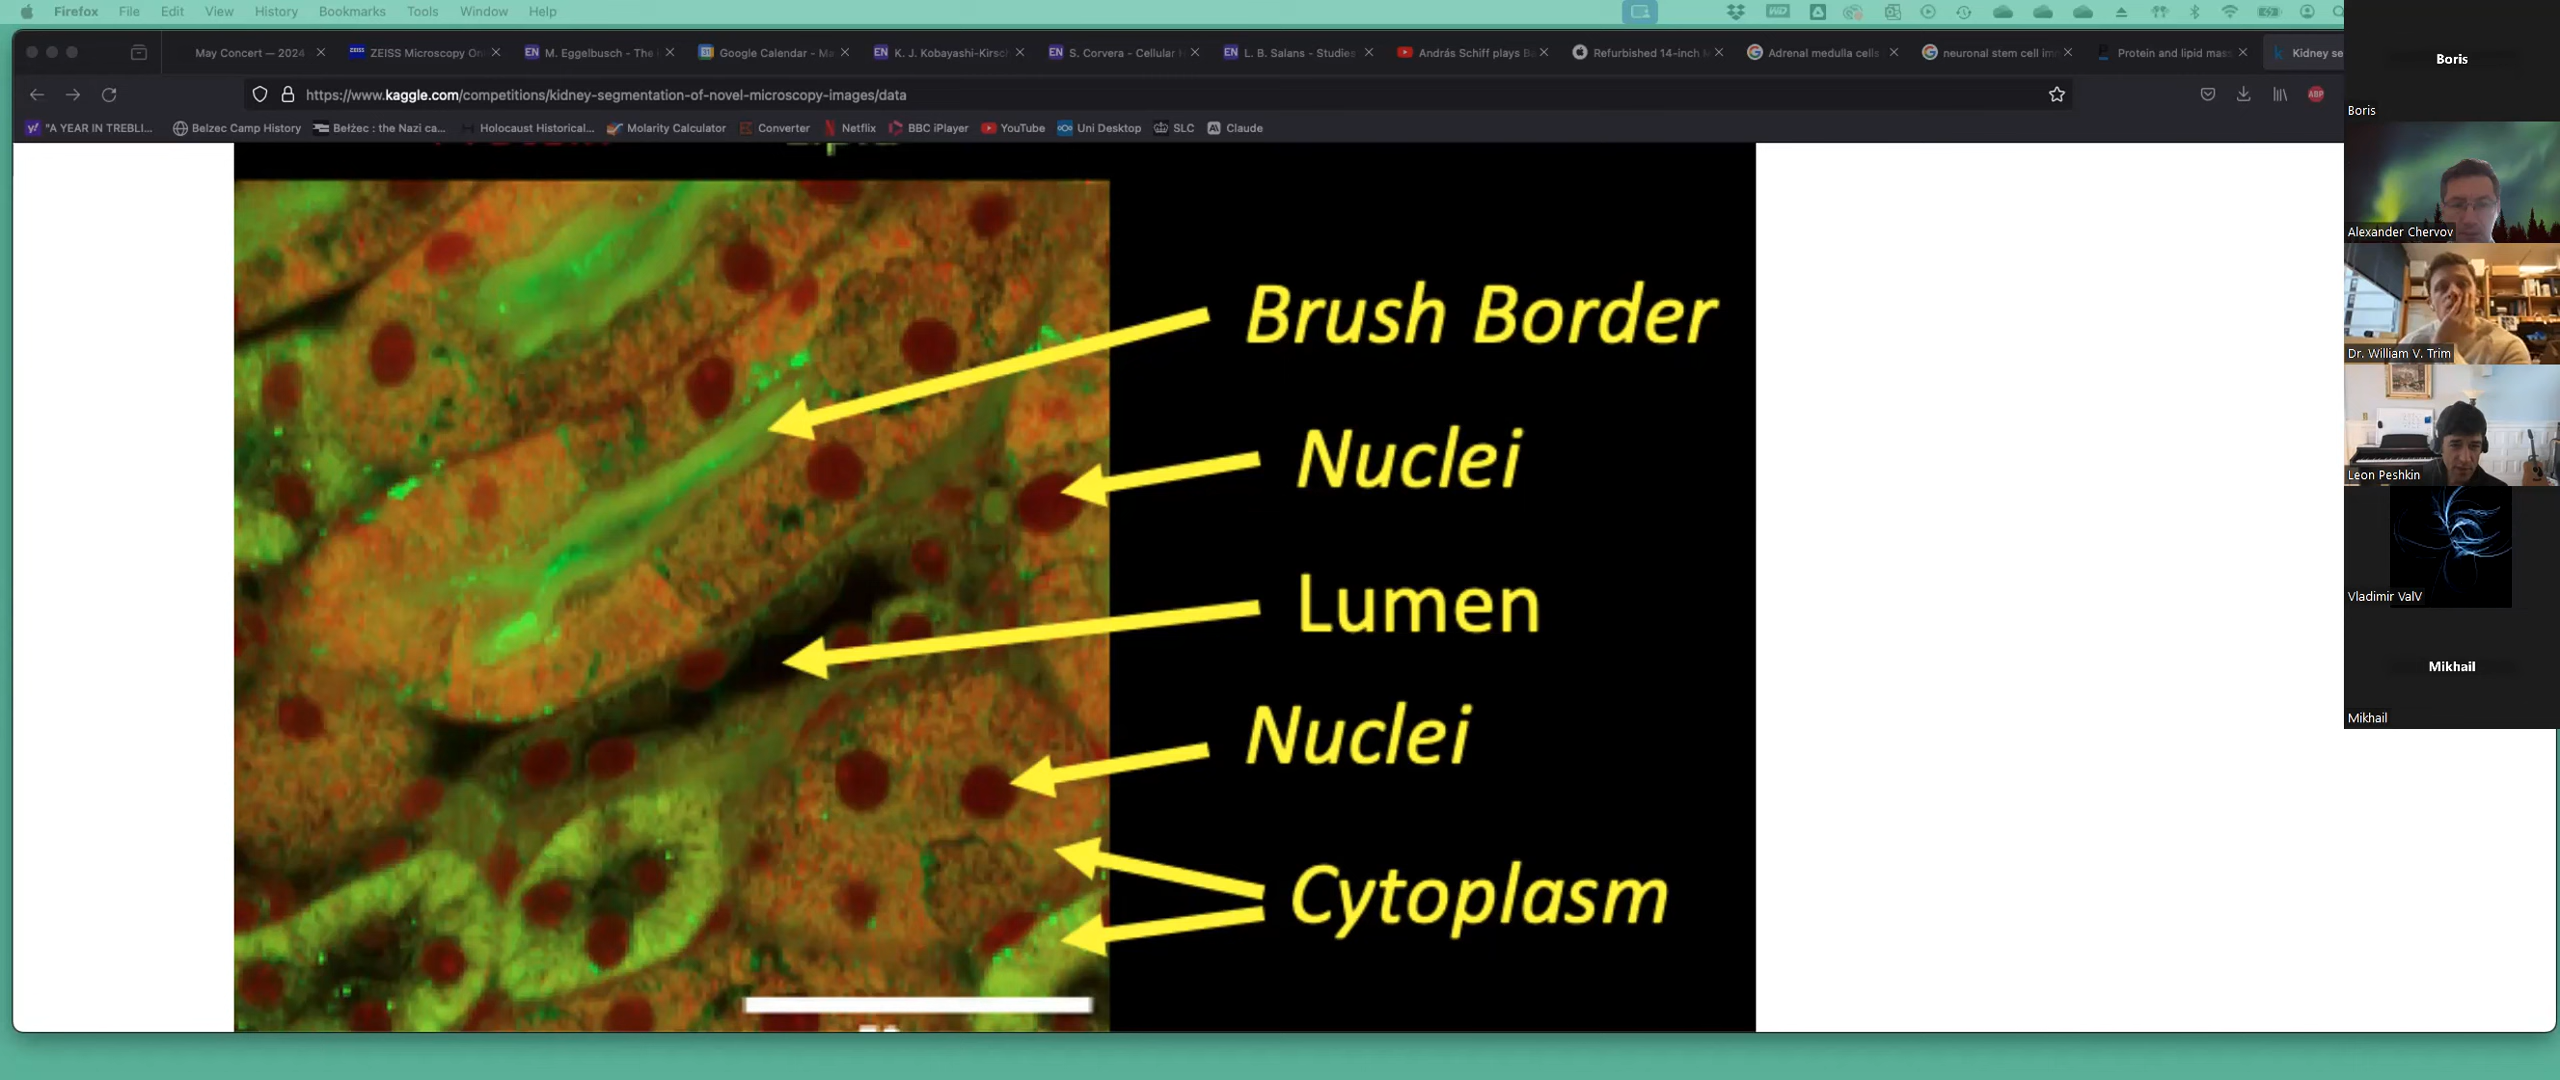 Firefox File Edit View History Bookmarks Tools Window Help
May Concert — 2024
ZEISS Microscopy On
M. Eggelbusch - The
Google Calendar - Ma
K. J. Kobayashi-Kirsc
S. Corvera - Cellular
L. B. Salans - Studies
András Schiff plays Ba
Refurbished 14-inch
Adrenal medulla cells
neuronal stem cell im
Protein and lipid mas
Kidney se
https://www.kaggle.com/competitions/kidney-segmentation-of-novel-microscopy-images/data
ABP
"A YEAR IN TREBLI...
Belzec Camp History
Bełżec : the Nazi ca...
Holocaust Historical...
Molarity Calculator
Converter
Netflix
BBC iPlayer
YouTube
Uni Desktop
SLC
Claude
Brush Border
Nuclei
Lumen
Nuclei
Cytoplasm
Boris
Boris
Alexander Chervov
Dr. William V. Trim
Leon Peshkin
Vladimir ValV
Mikhail
Mikhail